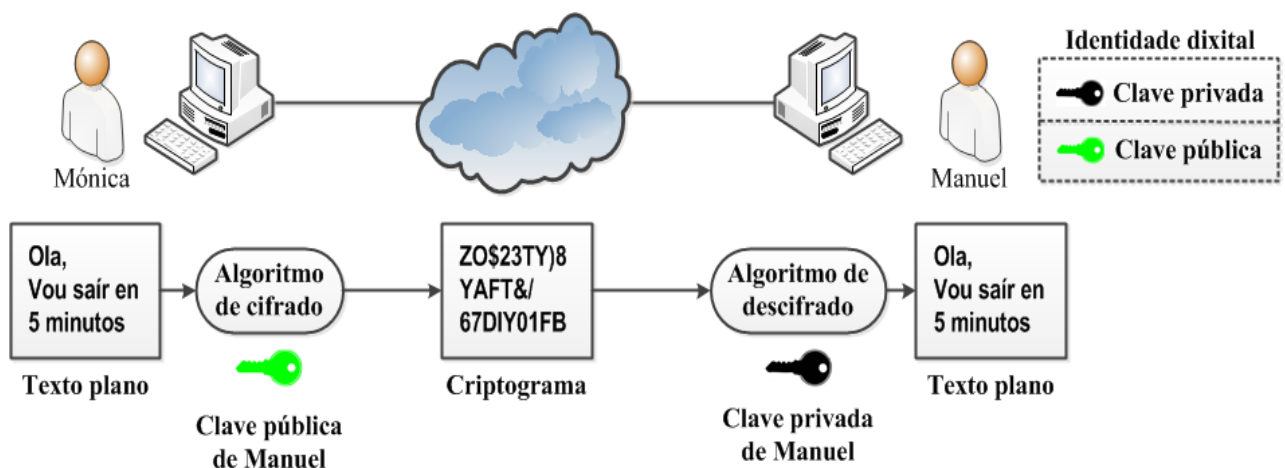 Identidade dixital
Clave privada
Clave pública
Mónica
Manuel
Ola,
Vou saír en
5 minutos
Texto plano
Algoritmo
de cifrado
Clave pública
de Manuel
ZO$23TY)8
YAFT&/
67DIY01FB
Criptograma
Algoritmo de
descifrado
Clave privada
de Manuel
Ola,
Vou saír en
5 minutos
Texto plano